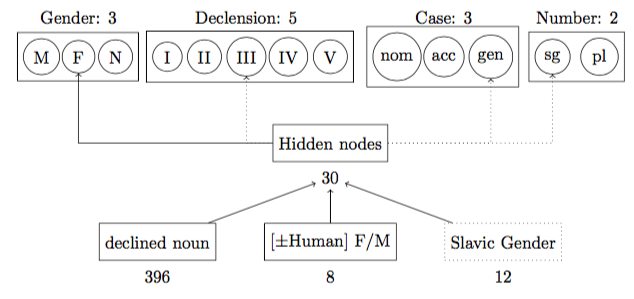 Gender: 3 Declension: 5 Case: 3 Number: 2
M F N I II III IV V nom acc gen sg pl
Hidden nodes
30
declined noun [±Human] F/M Slavic Gender
396 8 12